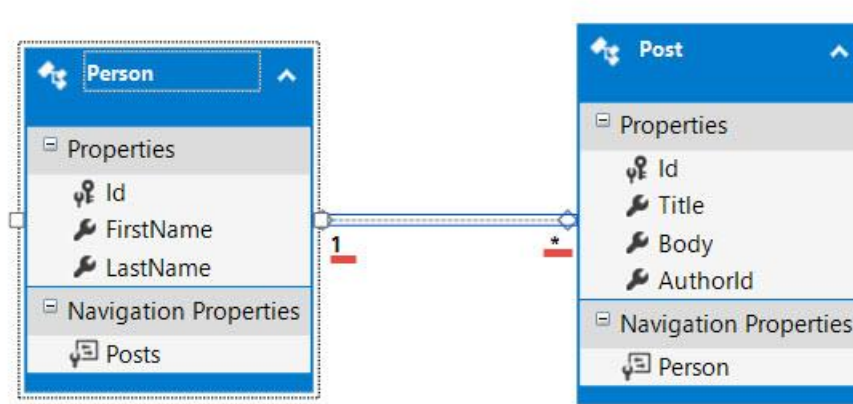 Person
Properties
Id
FirstName
LastName
Navigation Properties
Posts
1
*
Post
Properties
Id
Title
Body
AuthorId
Navigation Properties
Person